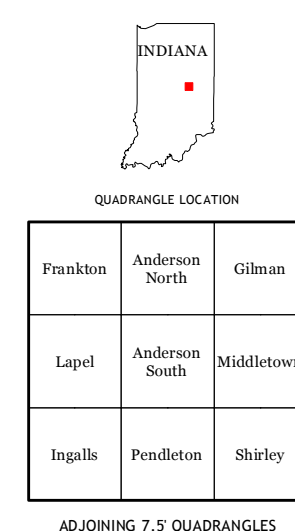 INDIANA
QUADRANGLE LOCATION
Frankton
Anderson
North
Gilman
Lapel
Anderson
South
Middletown
Ingalls
Pendleton
Shirley
ADJOINING 7.5' QUADRANGLES